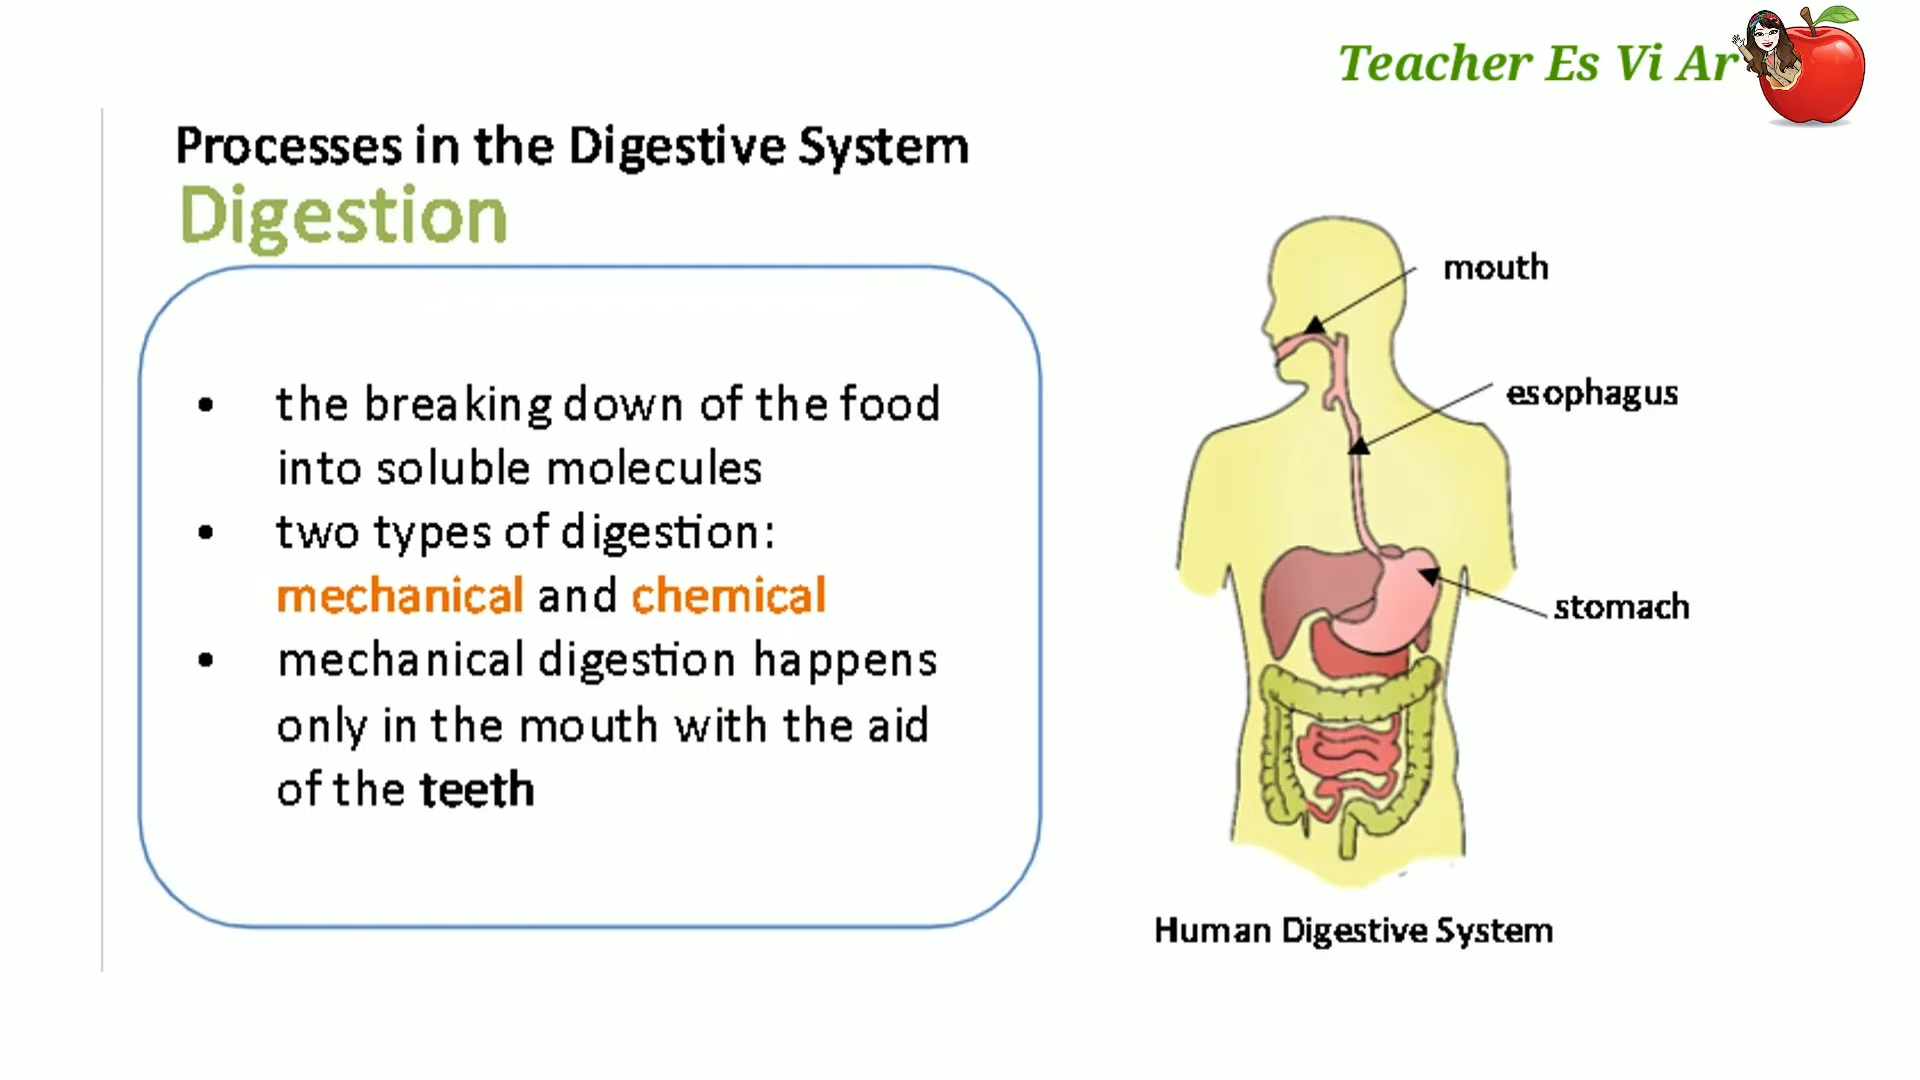 Teacher Es Vi Ar
Processes in the Digestive System
Digestion
• the breaking down of the food
into soluble molecules
• two types of digestion:
mechanical and chemical
• mechanical digestion happens
only in the mouth with the aid
of the teeth
mouth
esophagus
stomach
Human Digestive System